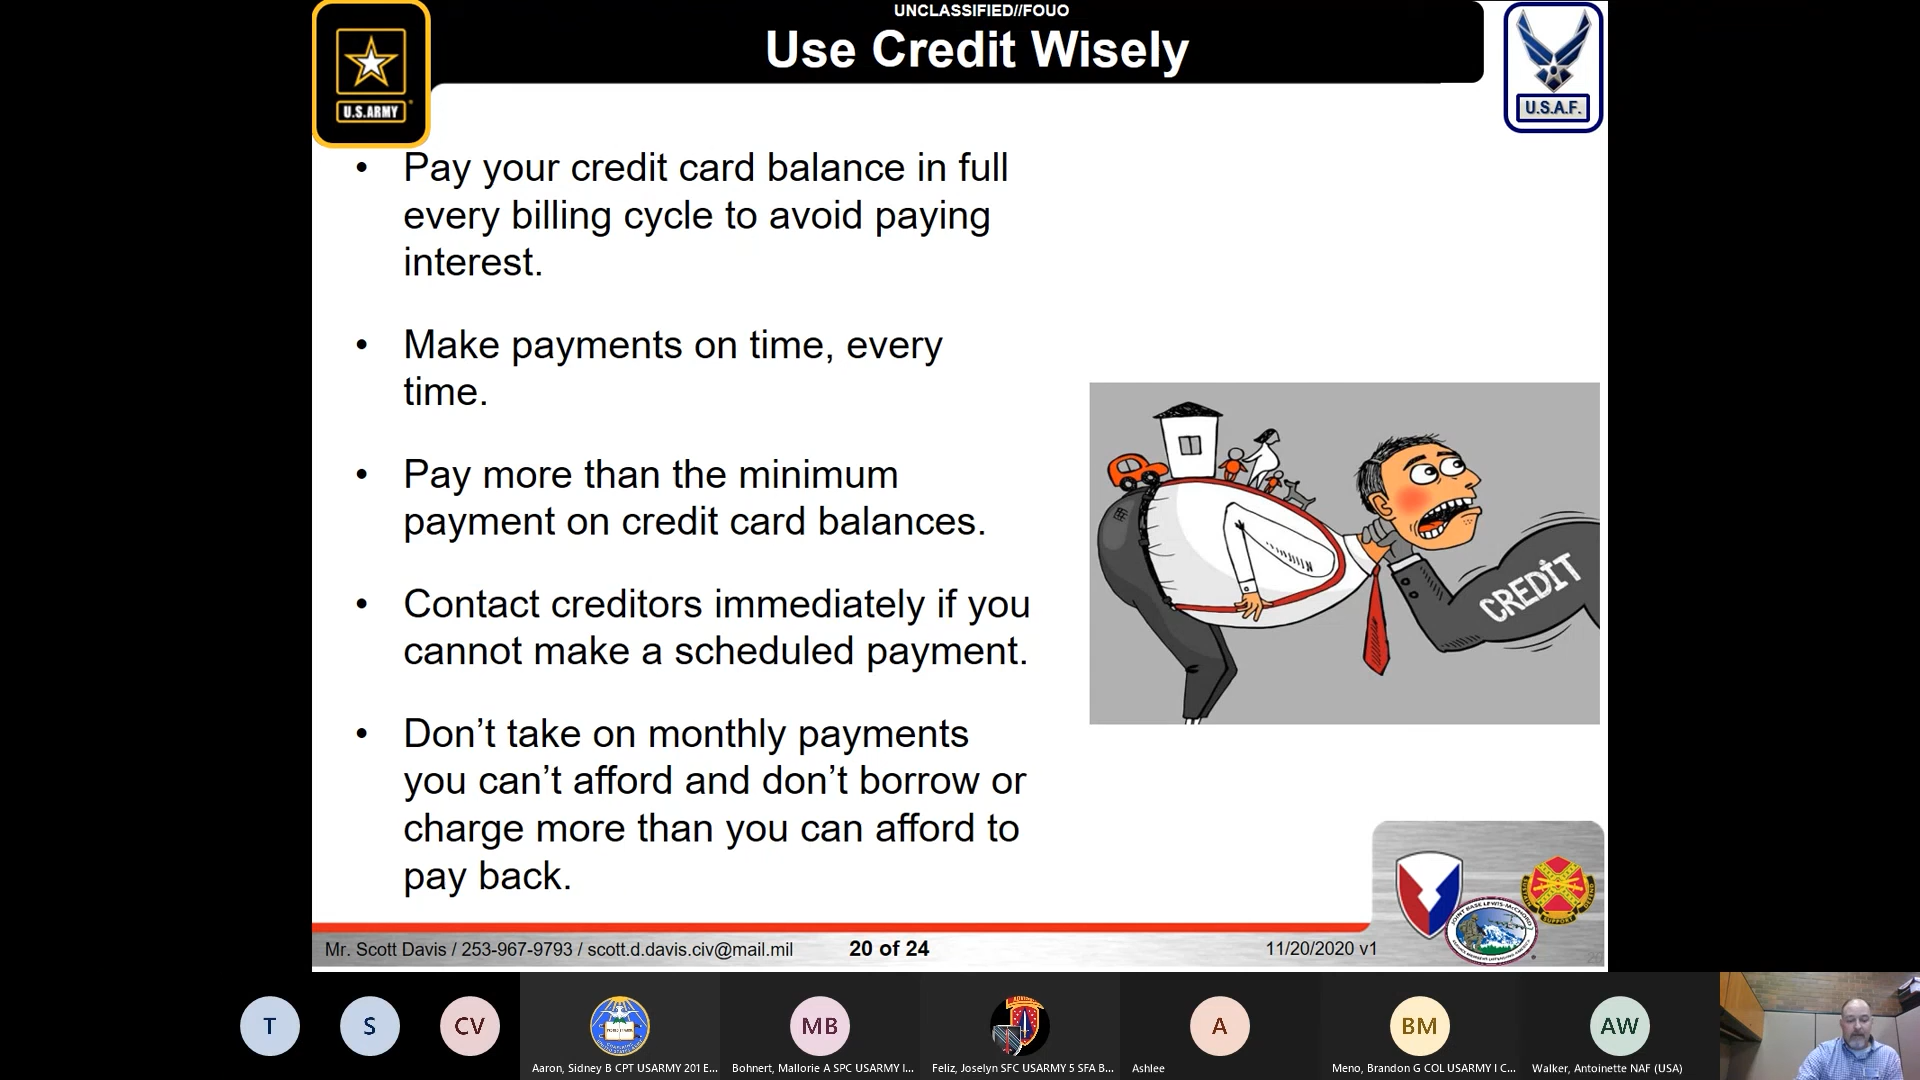 UNCLASSIFIED//FOUO
Use Credit Wisely
U.S.ARMY
U.S.A.F.
• Pay your credit card balance in full
every billing cycle to avoid paying
interest.
• Make payments on time, every
time.
• Pay more than the minimum
payment on credit card balances.
• Contact creditors immediately if you
cannot make a scheduled payment.
• Don’t take on monthly payments
you can’t afford and don’t borrow or
charge more than you can afford to
pay back.
CREDIT
JOINT BASE LEWIS-McCHORD
SUPPORT
Mr. Scott Davis / 253-967-9793 / scott.d.davis.civ@mail.mil
20 of 24
11/20/2020 v1
T
S
CV
MB
A
BM
AW
Aaron, Sidney B CPT USARMY 201 E...
Bohnert, Mallorie A SPC USARMY I...
Feliz, Joselyn SFC USARMY 5 SFA B...
Ashlee
Meno, Brandon G COL USARMY I C...
Walker, Antoinette NAF (USA)